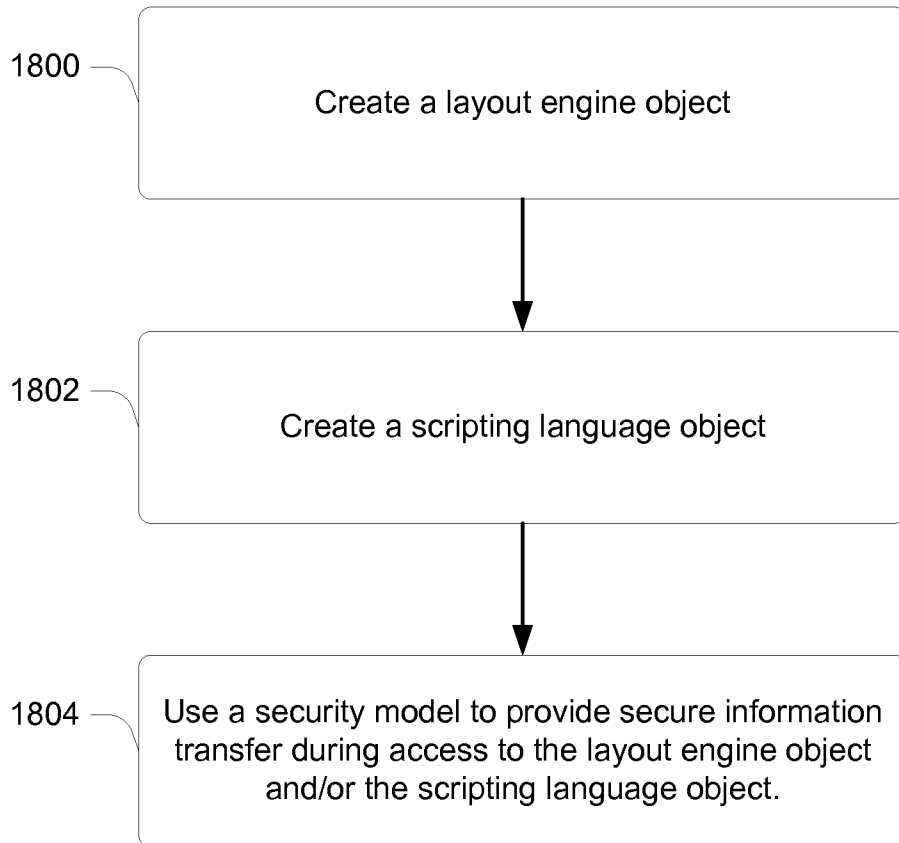 1800
Create a layout engine object
1802
Create a scripting language object
1804
Use a security model to provide secure information
transfer during access to the layout engine object
and/or the scripting language object.